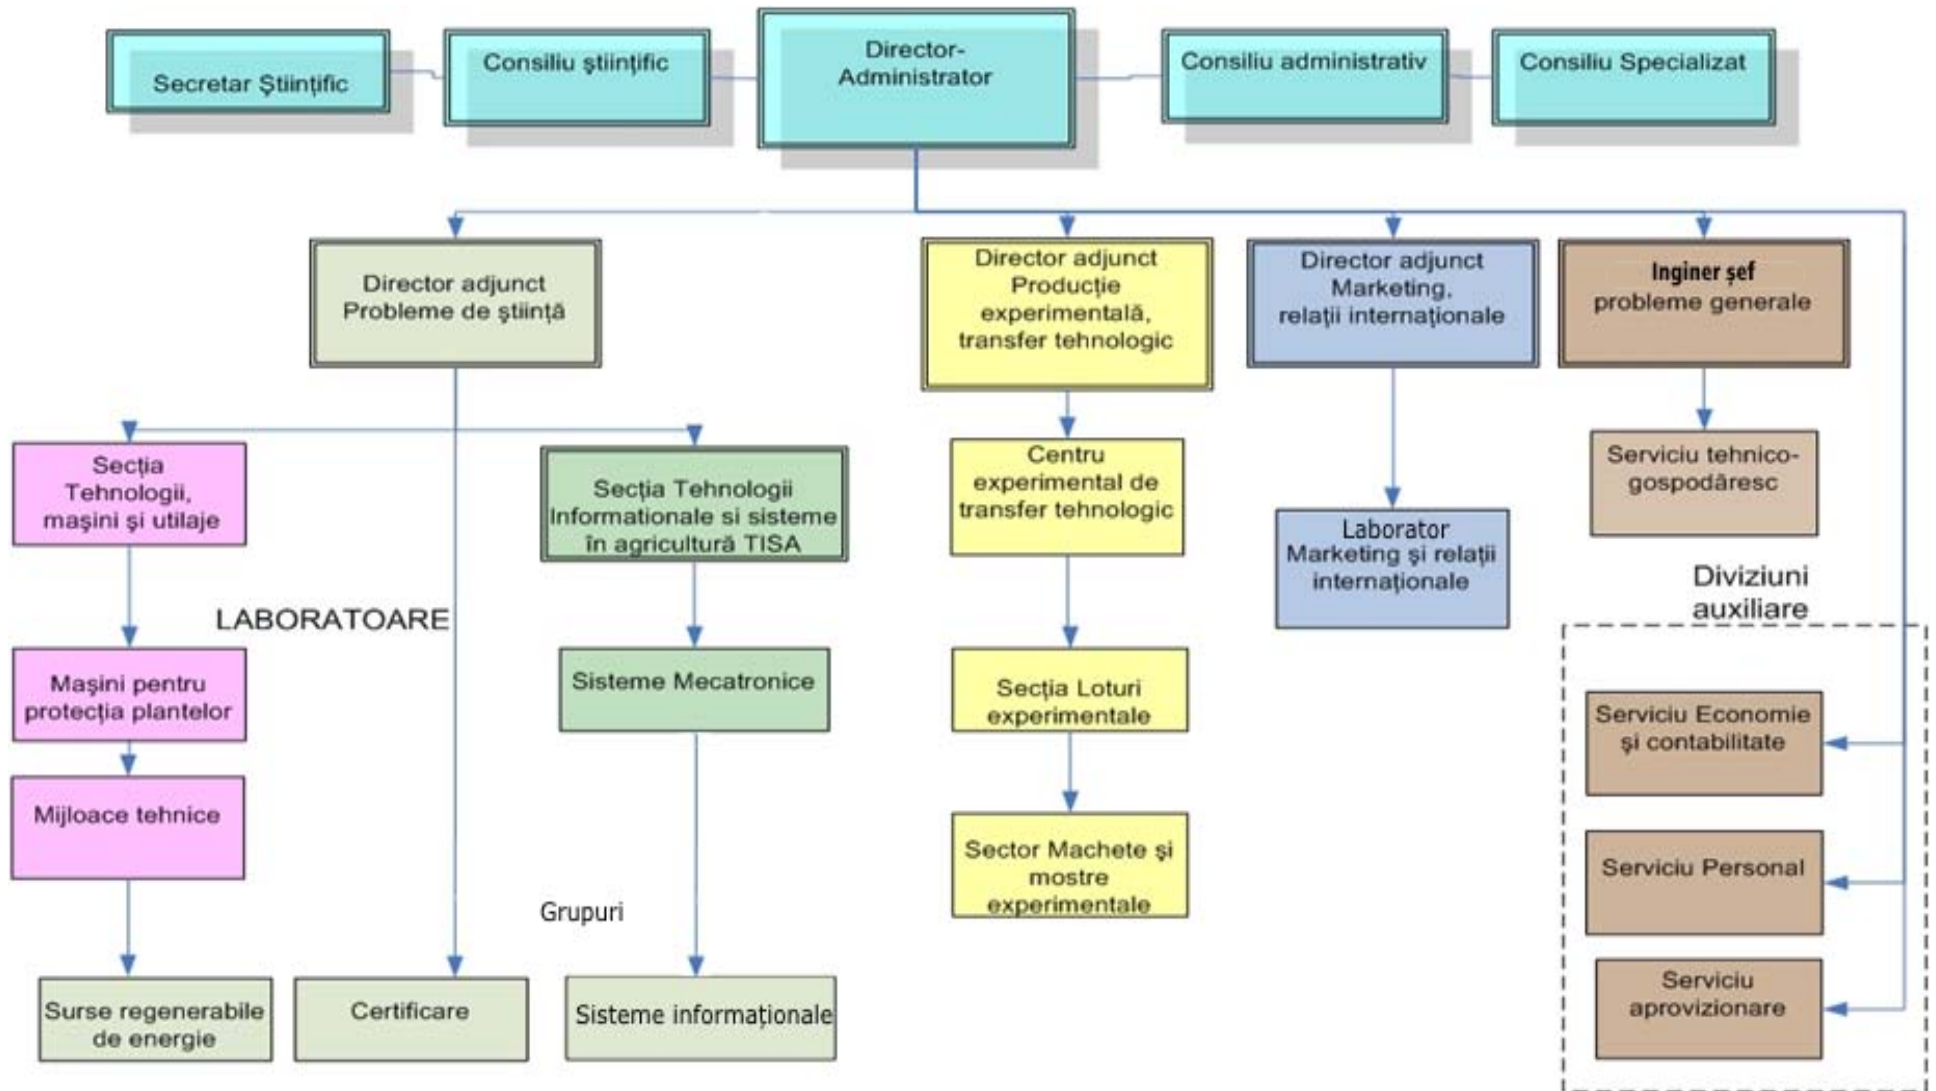 Secretar Ştiinţific
Consiliu ştiinţific
Director-
Administrator
Consiliu administrativ
Consiliu Specializat
Director adjunct
Probleme de ştiinţă
Director adjunct
Producţie
experimentală,
transfer tehnologic
Director adjunct
Marketing,
relaţii internaţionale
Inginer șef
probleme generale
Secţia
Tehnologii,
maşini şi utilaje
Secţia Tehnologii
Informationale si sisteme
în agricultură TISA
Centru
experimental de
transfer tehnologic
Laborator
Marketing şi relaţii
internaţionale
Serviciu tehnico-
gospodăresc
LABORATOARE
Diviziuni
auxiliare
Maşini pentru
protecţia plantelor
Sisteme Mecatronice
Secţia Loturi
experimentale
Serviciu Economie
şi contabilitate
Mijloace tehnice
Sector Machete şi
mostre
experimentale
Serviciu Personal
Grupuri
Surse regenerabile
de energie
Certificare
Sisteme informaționale
Serviciu
aprovizionare